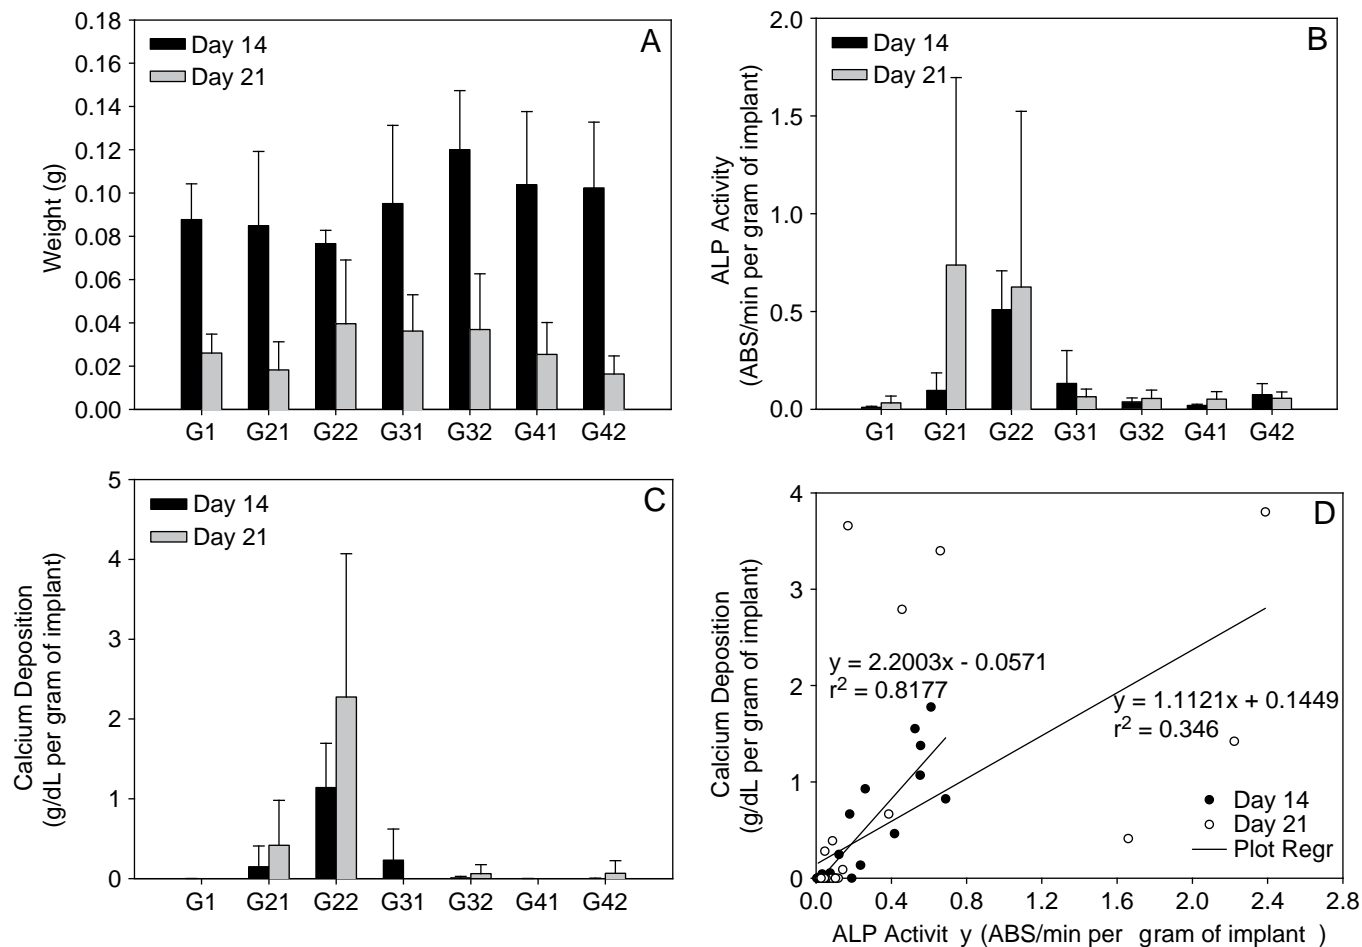 A
Day 14
Day 21
Weight (g)
0.18
0.16
0.14
0.12
0.10
0.08
0.06
0.04
0.02
0.00
G1 G21 G22 G31 G32 G41 G42
B
Day 14
Day 21
ALP Activity
(ABS/min per gram of implant)
2.0
1.5
1.0
0.5
0.0
G1 G21 G22 G31 G32 G41 G42
C
Day 14
Day 21
Calcium Deposition
(g/dL per gram of implant)
5
4
3
2
1
0
G1 G21 G22 G31 G32 G41 G42
D
Calcium Deposition
(g/dL per gram of implant)
4
3
2
1
0
y = 2.2003x - 0.0571
r² = 0.8177
y = 1.1121x + 0.1449
r² = 0.346
Day 14
Day 21
Plot Regr
0.0 0.4 0.8 1.2 1.6 2.0 2.4 2.8
ALP Activit y (ABS/min per gram of implant )